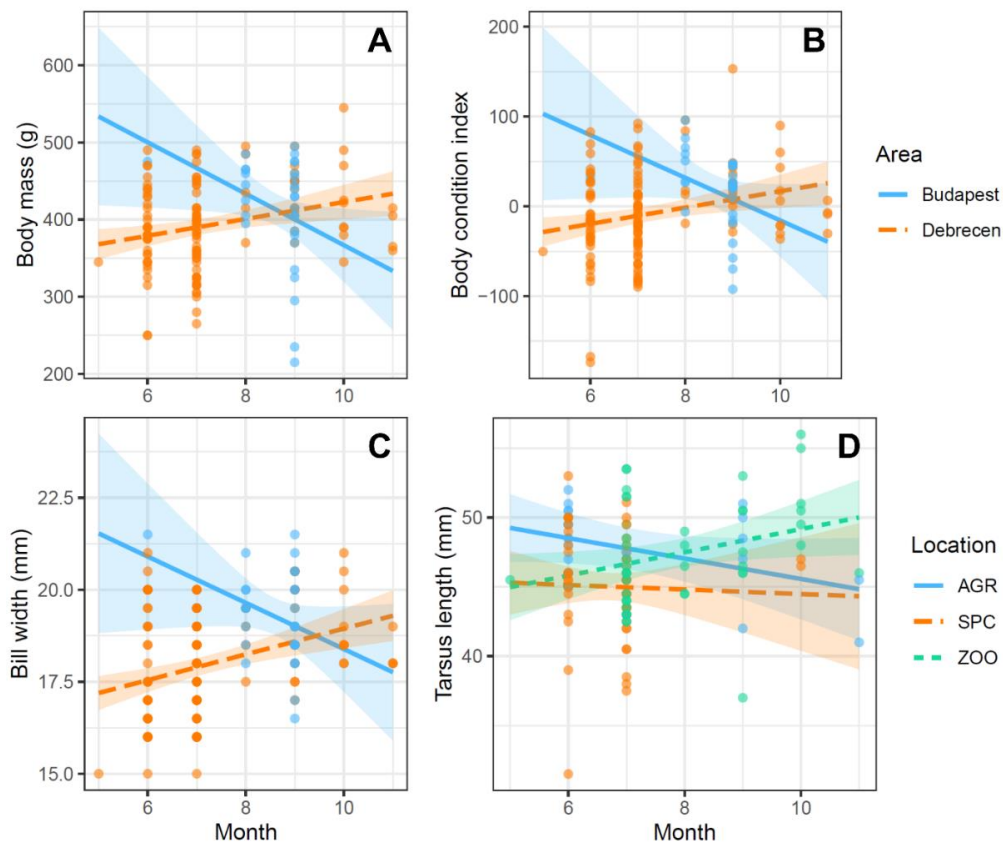 A
Body mass (g)
600
500
400
300
200
6 8 10
B
Body condition index
200
100
0
−100
6 8 10
Area
Budapest
Debrecen
C
Bill width (mm)
22.5
20.0
17.5
15.0
6 8 10
Month
D
Tarsus length (mm)
50
40
6 8 10
Month
Location
AGR
SPC
ZOO